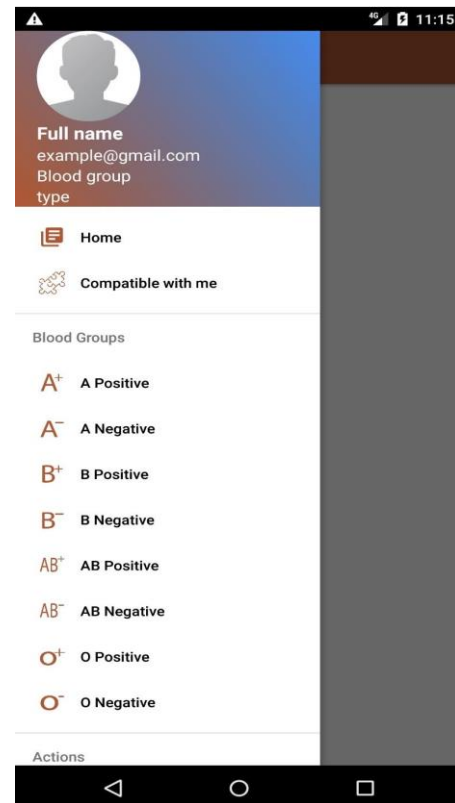 4G 11:15
Full name
example@gmail.com
Blood group
type
Home
Compatible with me
Blood Groups
A+ A Positive
A- A Negative
B+ B Positive
B- B Negative
AB+ AB Positive
AB- AB Negative
O+ O Positive
O- O Negative
Actions